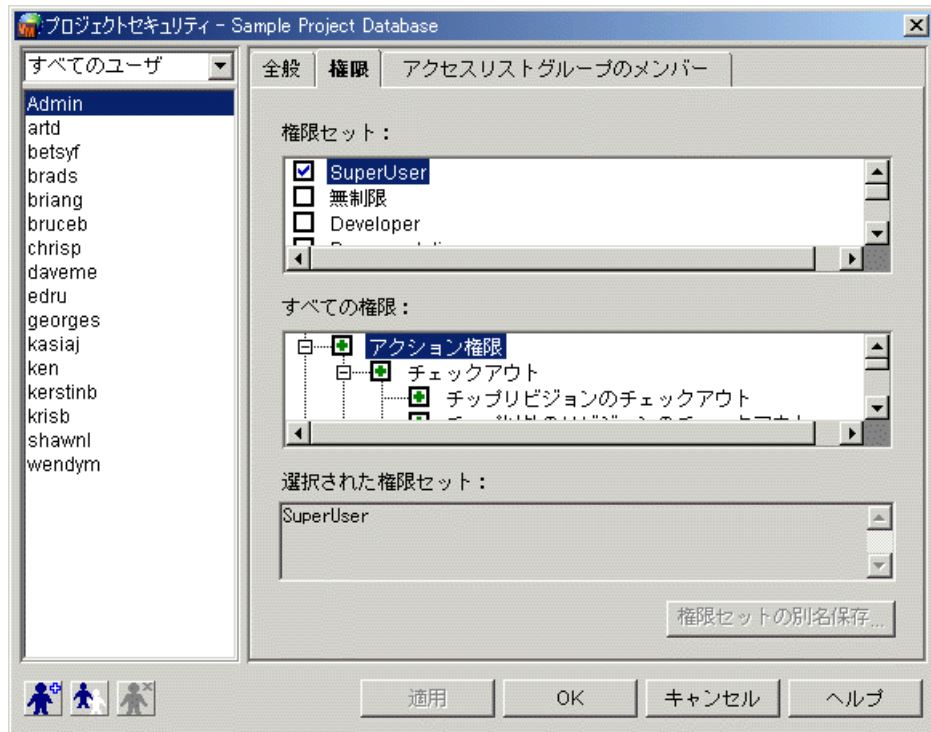 プロジェクトセキュリティ - Sample Project Database
すべてのユーザ
Admin
artd
betsyf
brads
briang
bruceb
chrisp
daveme
edru
georges
kasiaj
ken
kerstinb
krisb
shawnl
wendym
全般
権限
アクセスリストグループのメンバー
権限セット：
SuperUser
無制限
Developer
すべての権限：
アクション権限
チェックアウト
チップリビジョンのチェックアウト
選択された権限セット：
SuperUser
権限セットの別名保存...
適用
OK
キャンセル
ヘルプ